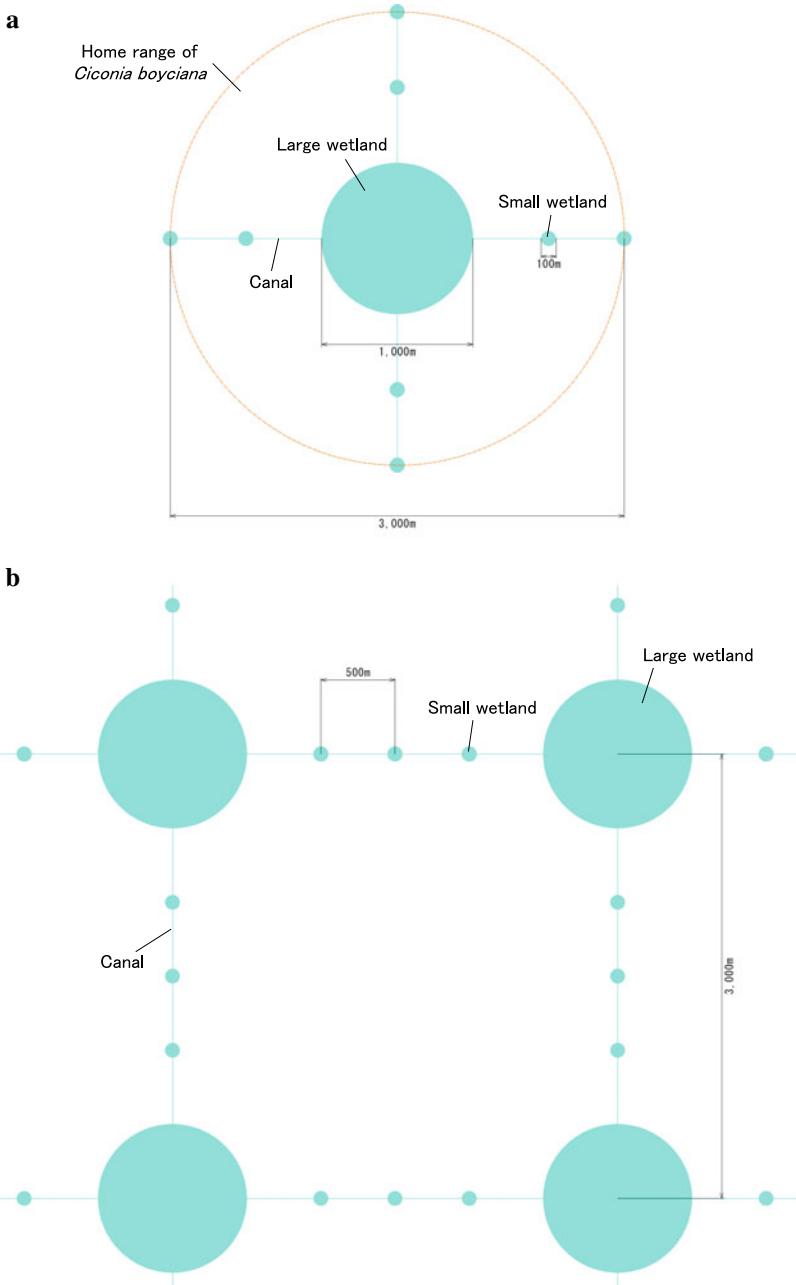 a
Home range of
Ciconia boyciana
Large wetland
Small wetland
100m
Canal
1,000m
3,000m
b
Large wetland
500m
Small wetland
Canal
3,000m